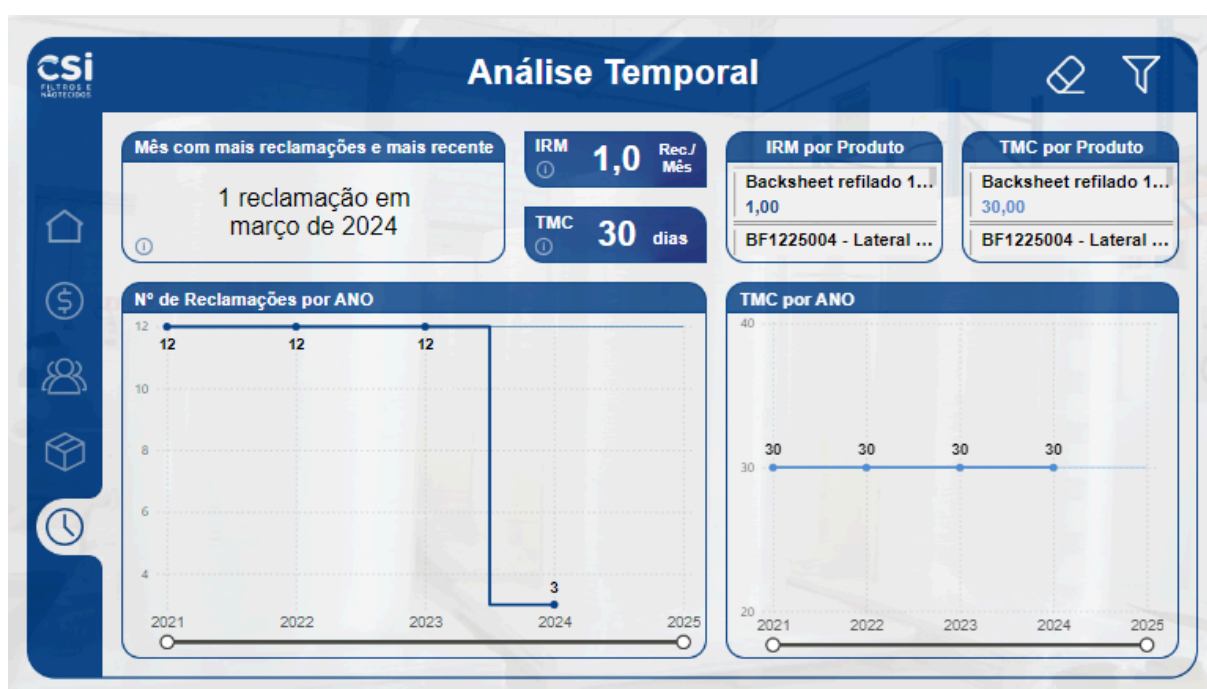 CSi
FILTROS E
NÃOTECIDOS
Análise Temporal
Mês com mais reclamações e mais recente
1 reclamação em
março de 2024
IRM
1,0
Rec./
Mês
TMC
30
dias
IRM por Produto
Backsheet refilado 1...
1,00
BF1225004 - Lateral ...
TMC por Produto
Backsheet refilado 1...
30,00
BF1225004 - Lateral ...
Nº de Reclamações por ANO
12
10
8
6
4
12
12
12
3
2021
2022
2023
2024
2025
TMC por ANO
40
30
20
30
30
30
30
2021
2022
2023
2024
2025